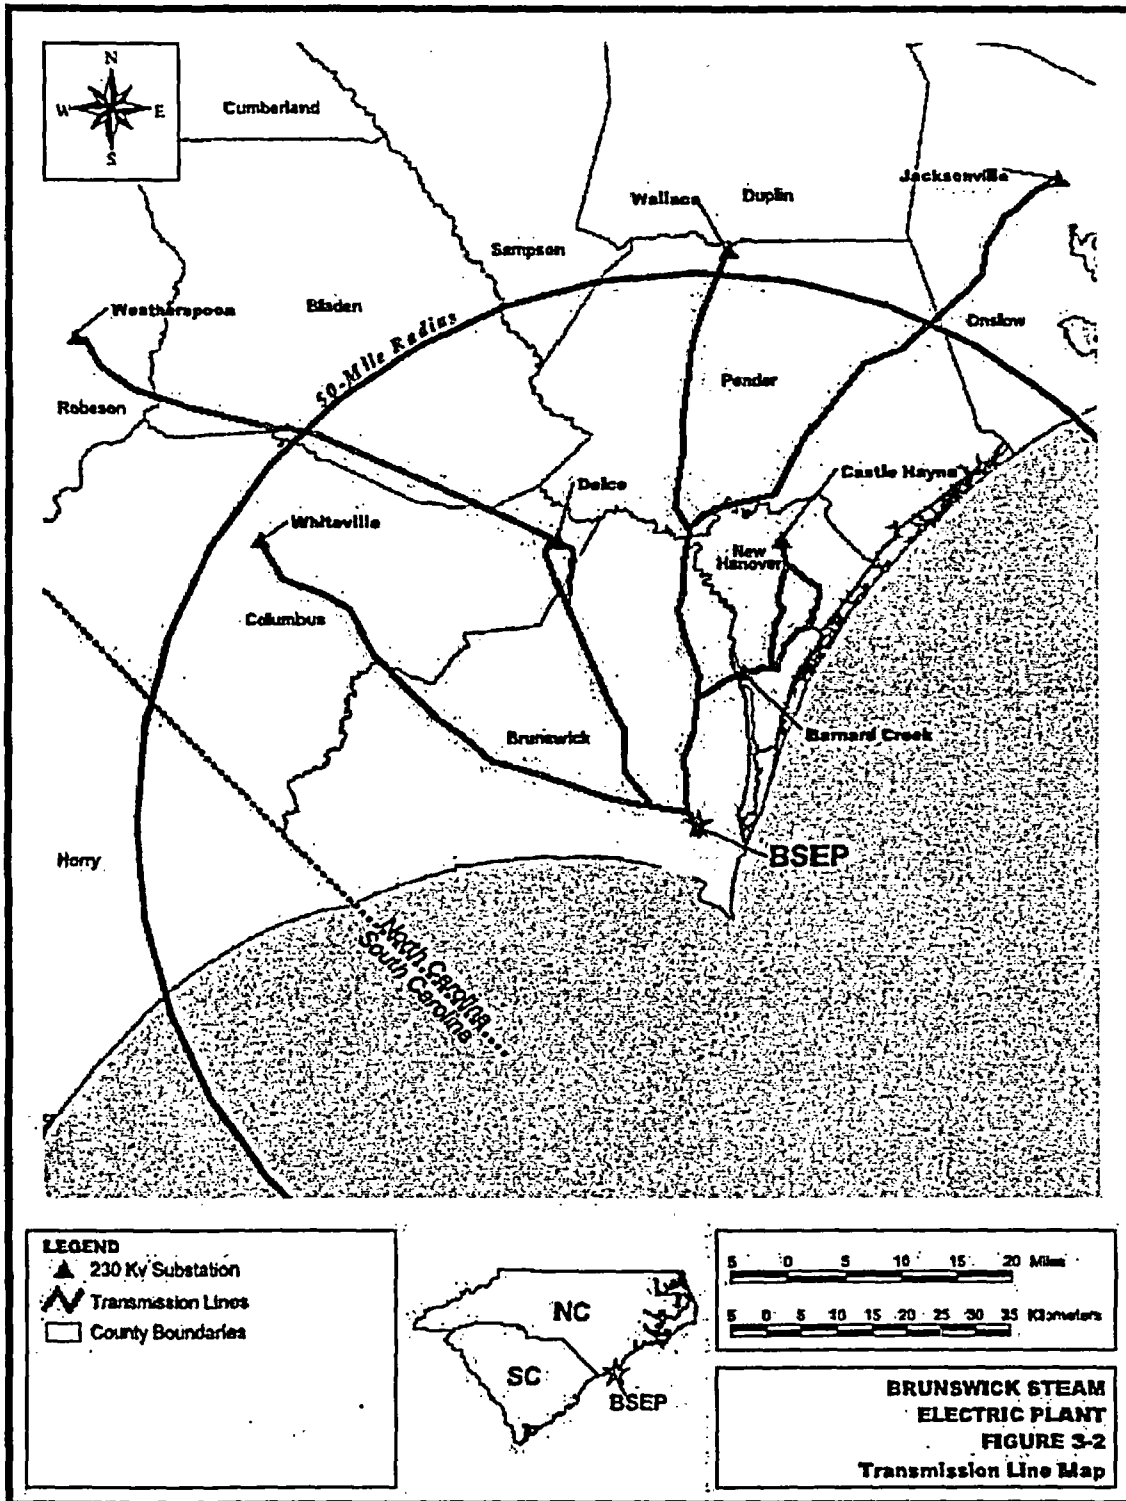 N
W E
S
Cumberland
Jacksonville
Wallace
Duplin
Sampson
Weatherspoon
Bladen
50-Mile Radius
Onslow
Pender
Robeson
Castle Hayne
Delco
Whiteville
New
Hanover
Columbus
Brunswick
Barnard Creek
BSEP
Horry
North Carolina
South Carolina
LEGEND
230 Kv Substation
Transmission Lines
County Boundaries
NC
SC
BSEP
5 0 5 10 15 20 Miles
5 0 5 10 15 20 25 30 35 Kilometers
BRUNSWICK STEAM
ELECTRIC PLANT
FIGURE 3-2
Transmission Line Map